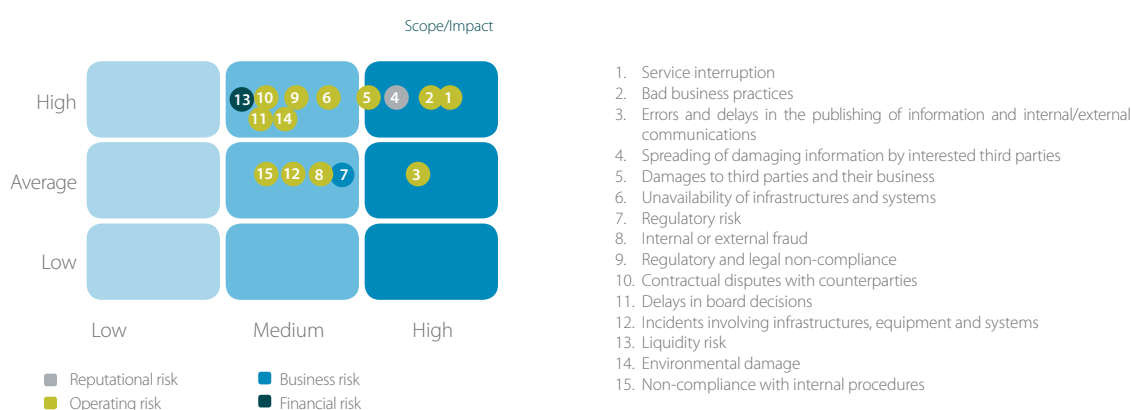 Scope/Impact
High
13 10 9 6 5 4 2 1
11 14
Average
15 12 8 7 3
Low
Low Medium High
Reputational risk Business risk
Operating risk Financial risk
1. Service interruption
2. Bad business practices
3. Errors and delays in the publishing of information and internal/external
communications
4. Spreading of damaging information by interested third parties
5. Damages to third parties and their business
6. Unavailability of infrastructures and systems
7. Regulatory risk
8. Internal or external fraud
9. Regulatory and legal non-compliance
10. Contractual disputes with counterparties
11. Delays in board decisions
12. Incidents involving infrastructures, equipment and systems
13. Liquidity risk
14. Environmental damage
15. Non-compliance with internal procedures